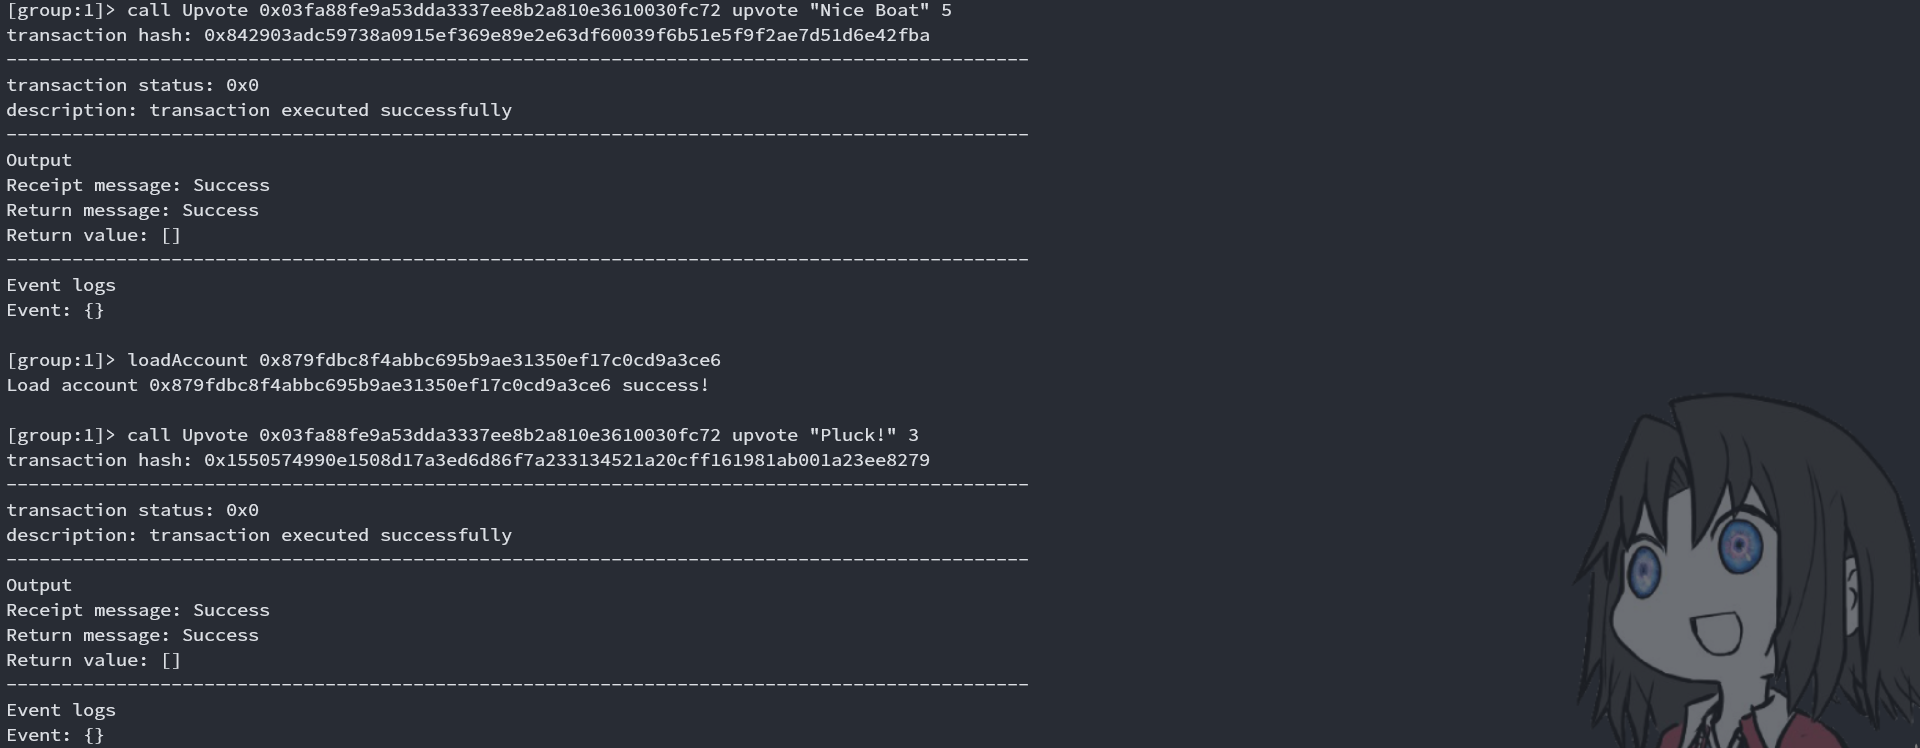 [group:1]> call Upvote 0x03fa88fe9a53dda3337ee8b2a810e3610030fc72 upvote "Nice Boat" 5
transaction hash: 0x842903adc59738a0915ef369e89e2e63df60039f6b51e5f9f2ae7d51d6e42fba
---------------------------------------------------------------------------------------------
transaction status: 0x0
description: transaction executed successfully
---------------------------------------------------------------------------------------------
Output
Receipt message: Success
Return message: Success
Return value: []
---------------------------------------------------------------------------------------------
Event logs
Event: {}
[group:1]> loadAccount 0x879fdbc8f4abbc695b9ae31350ef17c0cd9a3ce6
Load account 0x879fdbc8f4abbc695b9ae31350ef17c0cd9a3ce6 success!
[group:1]> call Upvote 0x03fa88fe9a53dda3337ee8b2a810e3610030fc72 upvote "Pluck!" 3
transaction hash: 0x1550574990e1508d17a3ed6d86f7a233134521a20cff161981ab001a23ee8279
---------------------------------------------------------------------------------------------
transaction status: 0x0
description: transaction executed successfully
---------------------------------------------------------------------------------------------
Output
Receipt message: Success
Return message: Success
Return value: []
---------------------------------------------------------------------------------------------
Event logs
Event: {}